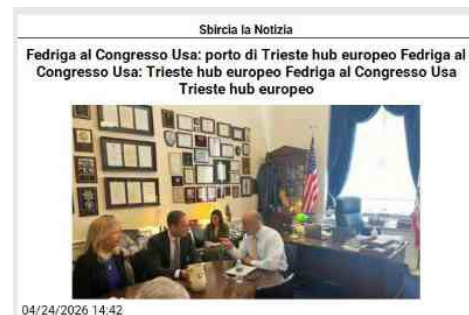 Sbircia la Notizia
Fedriga al Congresso Usa: porto di Trieste hub europeo Fedriga al
Congresso Usa: Trieste hub europeo Fedriga al Congresso Usa
Trieste hub europeo
04/24/2026 14:42